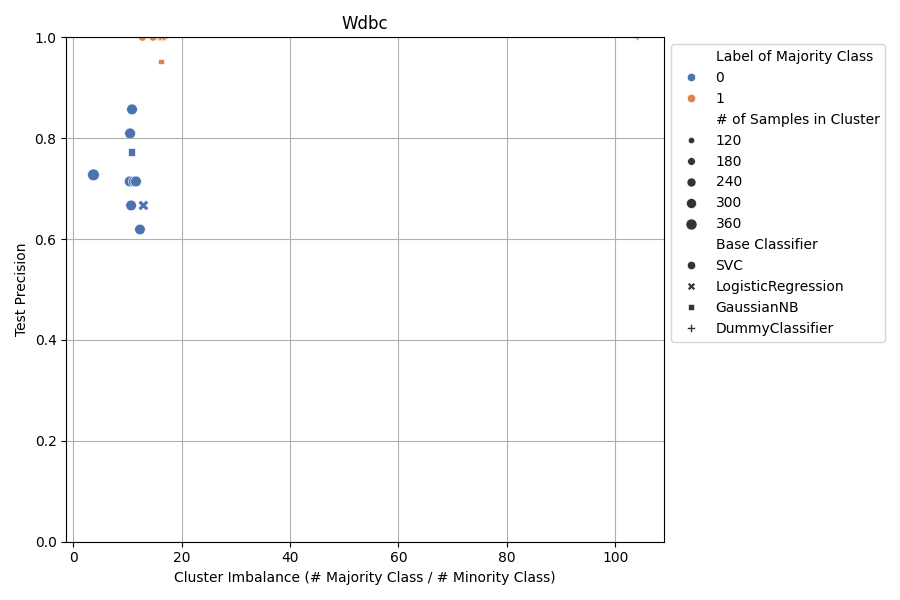 Wdbc
1.0
0.8
0.6
0.4
0.2
0.0
Test Precision
0
20
40
60
80
100
Cluster Imbalance (# Majority Class / # Minority Class)
Label of Majority Class
0
1
# of Samples in Cluster
120
180
240
300
360
Base Classifier
SVC
LogisticRegression
GaussianNB
DummyClassifier